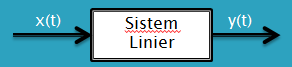 x(t)
Sistem
Linier
y(t)